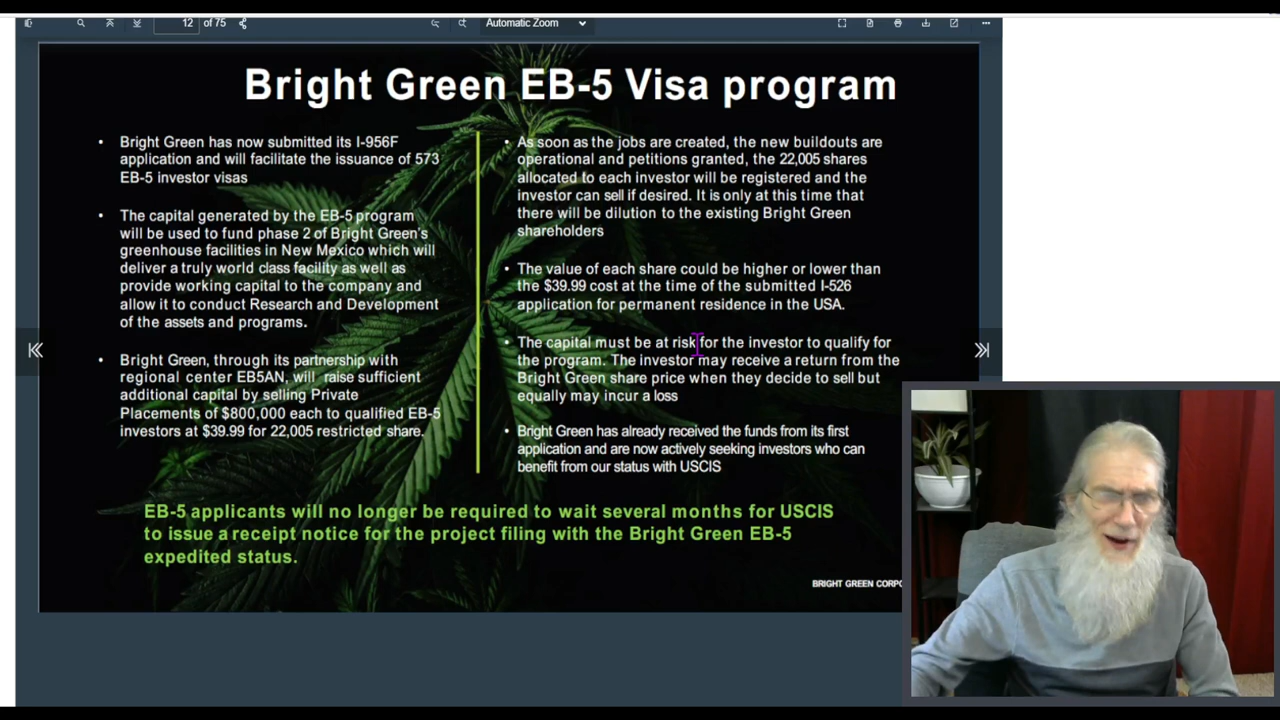 12 of 75
Automatic Zoom
Bright Green EB-5 Visa program
• Bright Green has now submitted its I-956F
application and will facilitate the issuance of 573
EB-5 investor visas
• The capital generated by the EB-5 program
will be used to fund phase 2 of Bright Green's
greenhouse facilities in New Mexico which will
deliver a truly world class facility as well as
provide working capital to the company and
allow it to conduct Research and Development
of the assets and programs.
• Bright Green, through its partnership with
regional center EB5AN, will raise sufficient
additional capital by selling Private
Placements of $800,000 each to qualified EB-5
investors at $39.99 for 22,005 restricted share.
• As soon as the jobs are created, the new buildouts are
operational and petitions granted, the 22,005 shares
allocated to each investor will be registered and the
investor can sell if desired. It is only at this time that
there will be dilution to the existing Bright Green
shareholders
• The value of each share could be higher or lower than
the $39.99 cost at the time of the submitted I-526
application for permanent residence in the USA.
• The capital must be at risk for the investor to qualify for
the program. The investor may receive a return from the
Bright Green share price when they decide to sell but
equally may incur a loss
• Bright Green has already received the funds from its first
application and are now actively seeking investors who can
benefit from our status with USCIS
EB-5 applicants will no longer be required to wait several months for USCIS
to issue a receipt notice for the project filing with the Bright Green EB-5
expedited status.
BRIGHT GREEN CORPO